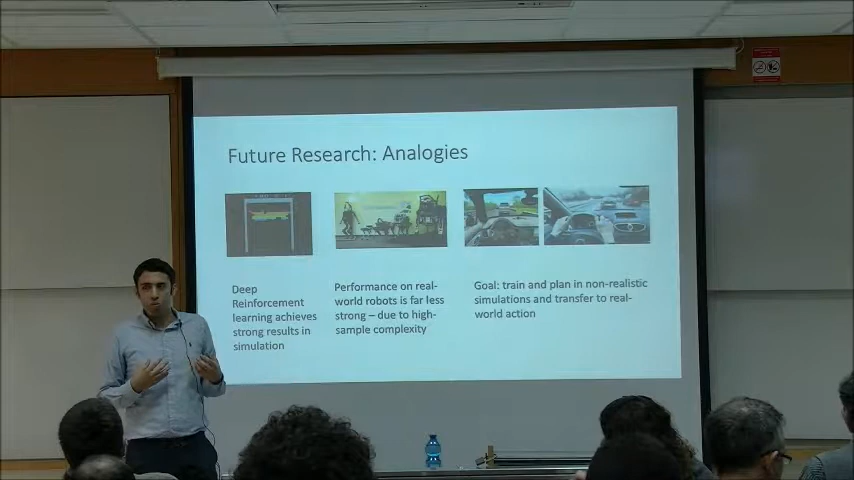 Future Research: Analogies
Deep
Reinforcement
learning achieves
strong results in
simulation
Performance on real-
world robots is far less
strong – due to high-
sample complexity
Goal: train and plan in non-realistic
simulations and transfer to real-
world action